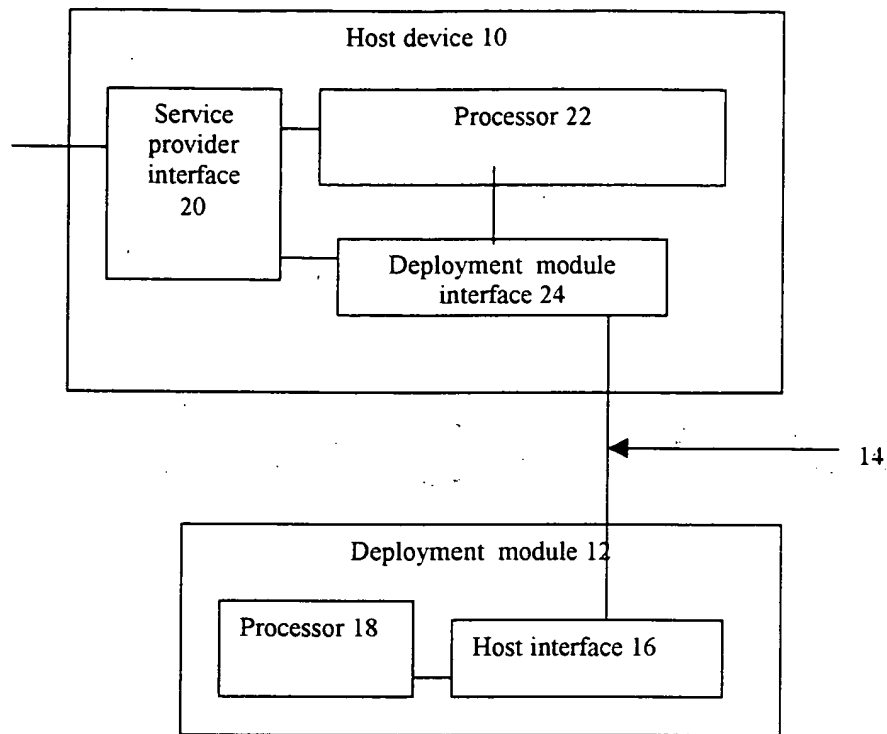 Host device 10
Service
provider
interface
20
Processor 22
Deployment module
interface 24
14
Deployment module 12
Processor 18
Host interface 16